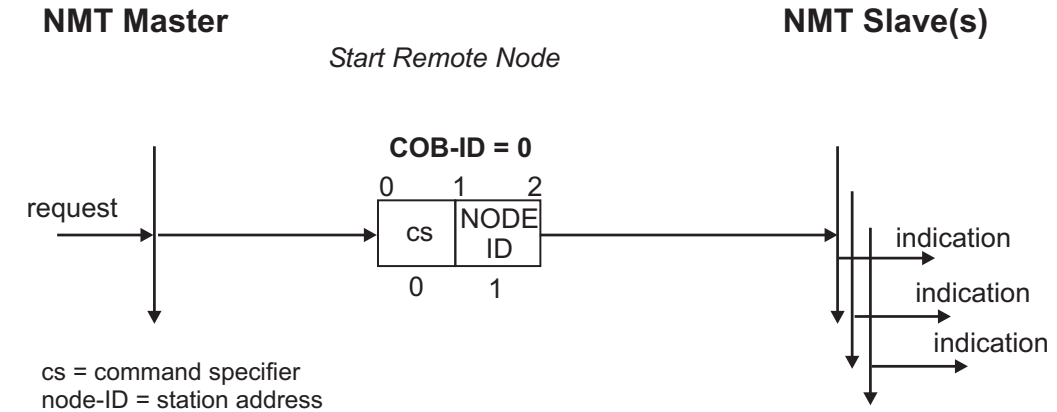 NMT Master
NMT Slave(s)
Start Remote Node
COB-ID = 0
0 1 2
request
cs
NODE
ID
0 1
indication
indication
indication
cs = command specifier
node-ID = station address